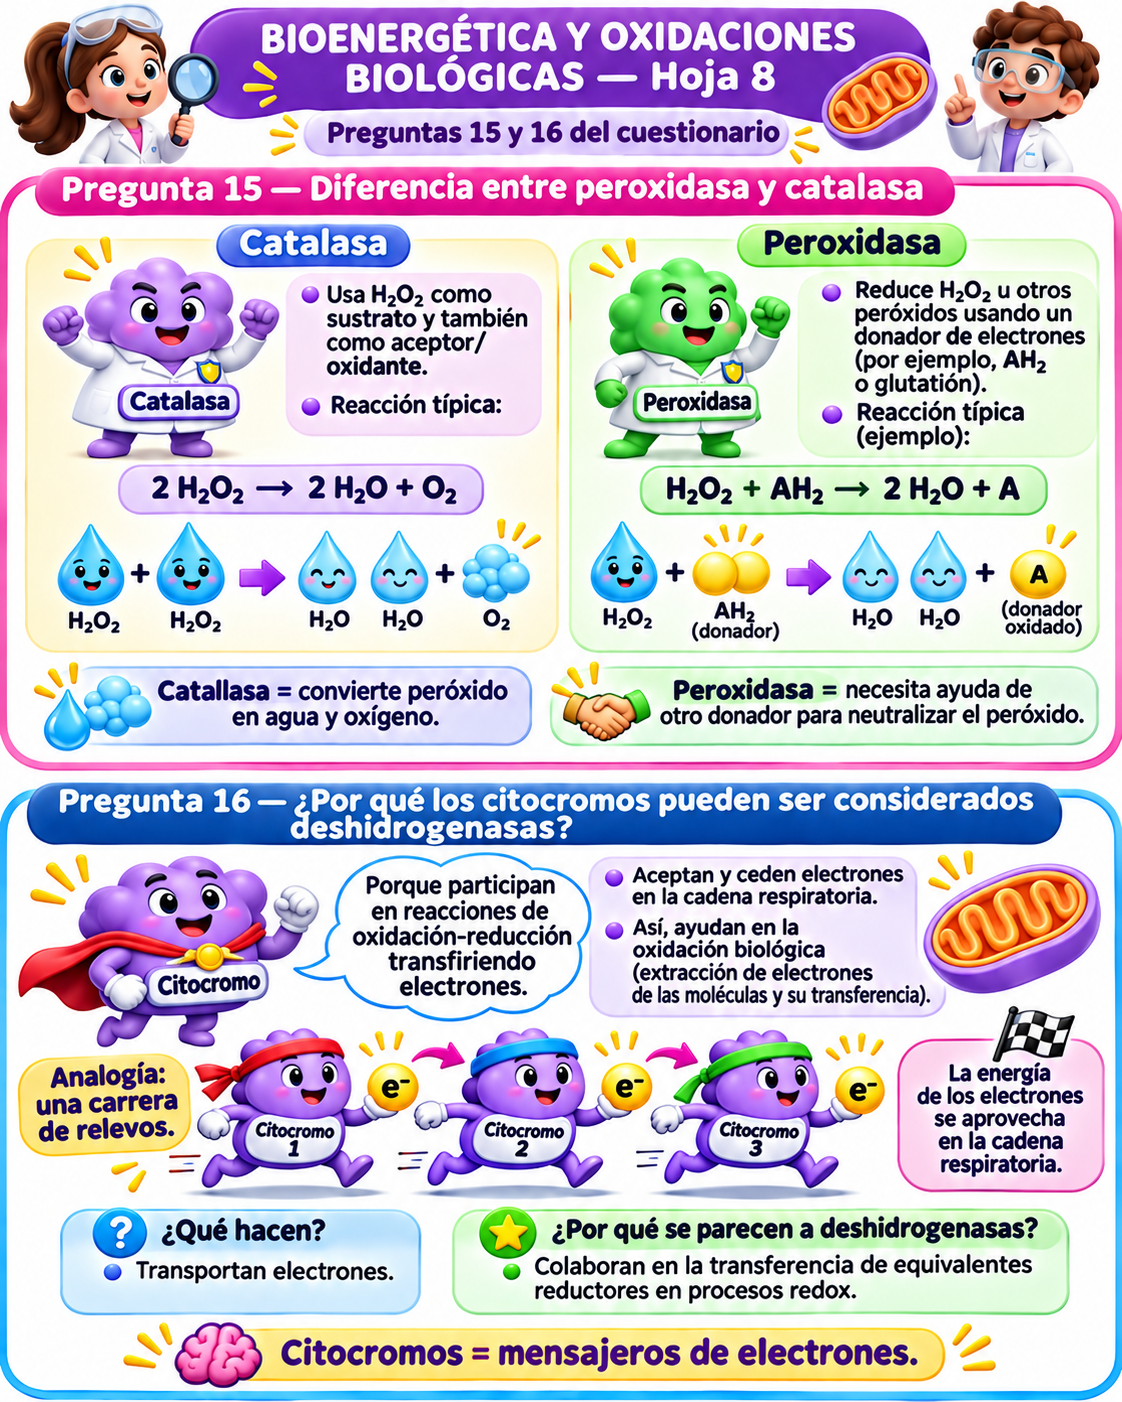 BIOENERGÉTICA Y OXIDACIONES
BIOLÓGICAS — Hoja 8
Preguntas 15 y 16 del cuestionario
Pregunta 15 — Diferencia entre peroxidasa y catalasa
Catalasa
Usa H₂O₂ como
sustrato y también
como aceptor/
oxidante.
Reacción típica:
Catalasa
2 H₂O₂ → 2 H₂O + O₂
H₂O₂ + H₂O₂ → H₂O H₂O + O₂
Catallasa = convierte peróxido
en agua y oxígeno.
Peroxidasa
Reduce H₂O₂ u otros
peróxidos usando un
donador de electrones
(por ejemplo, AH₂
o glutatión).
Reacción típica
(ejemplo):
Peroxidasa
H₂O₂ + AH₂ → 2 H₂O + A
A
H₂O₂ + AH₂ → H₂O H₂O +
(donador)
(donador
oxidado)
Peroxidasa = necesita ayuda de
otro donador para neutralizar el peróxido.
Pregunta 16 — ¿Por qué los citocromos pueden ser considerados
deshidrogenasas?
Citocromo
Porque participan
en reacciones de
oxidación-reducción
transfiriendo
electrones.
Aceptan y ceden electrones
en la cadena respiratoria.
Así, ayudan en la
oxidación biológica
(extracción de electrones
de las moléculas y su transferencia).
Analogía:
una carrera
de relevos.
Citocromo
1
e⁻
Citocromo
2
e⁻
Citocromo
3
e⁻
La energía
de los electrones
se aprovecha
en la cadena
respiratoria.
? ¿Qué hacen?
Transportan electrones.
¿Por qué se parecen a deshidrogenasas?
Colaboran en la transferencia de equivalentes
reductores en procesos redox.
Citocromos = mensajeros de electrones.